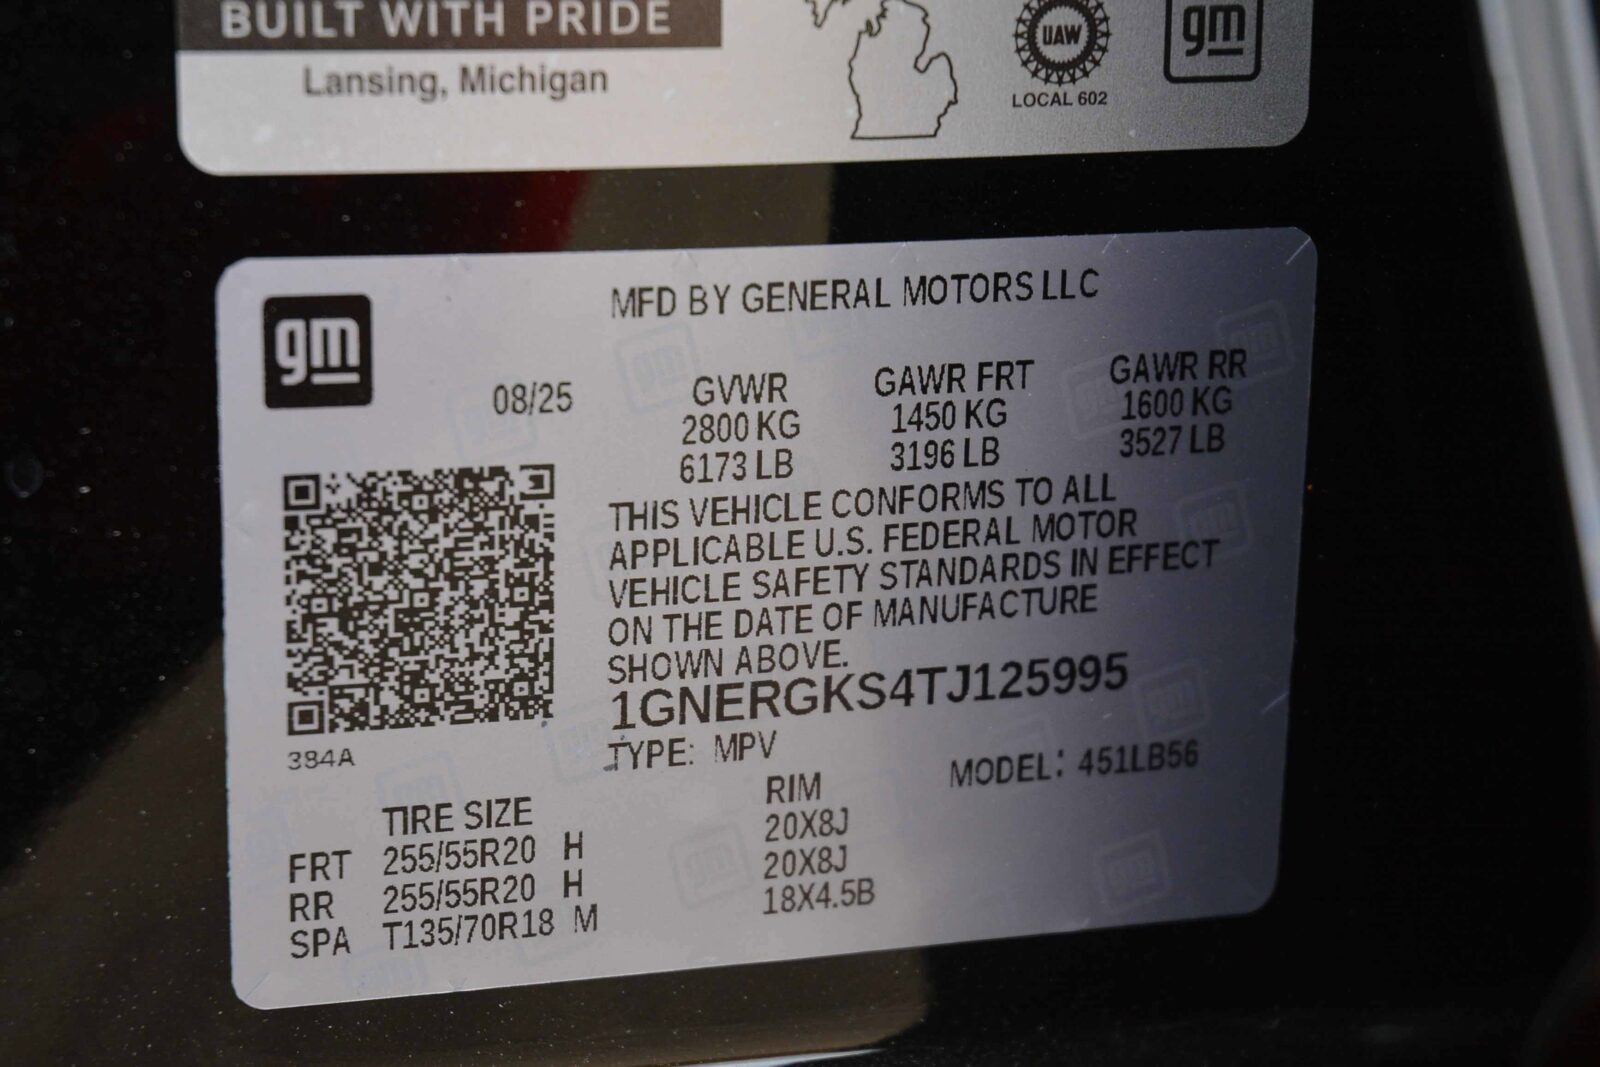 BUILT WITH PRIDE
Lansing, Michigan
UAW
LOCAL 602
gm
gm
MFD BY GENERAL MOTORS LLC
08/25
GVWR GAWR FRT GAWR RR
2800 KG 1450 KG 1600 KG
6173 LB 3196 LB 3527 LB
THIS VEHICLE CONFORMS TO ALL
APPLICABLE U.S. FEDERAL MOTOR
VEHICLE SAFETY STANDARDS IN EFFECT
ON THE DATE OF MANUFACTURE
SHOWN ABOVE.
1GNERGKS4TJ125995
384A
TYPE: MPV MODEL: 451LB56
TIRE SIZE RIM
FRT 255/55R20 H 20X8J
RR 255/55R20 H 20X8J
SPA T135/70R18 M 18X4.5B